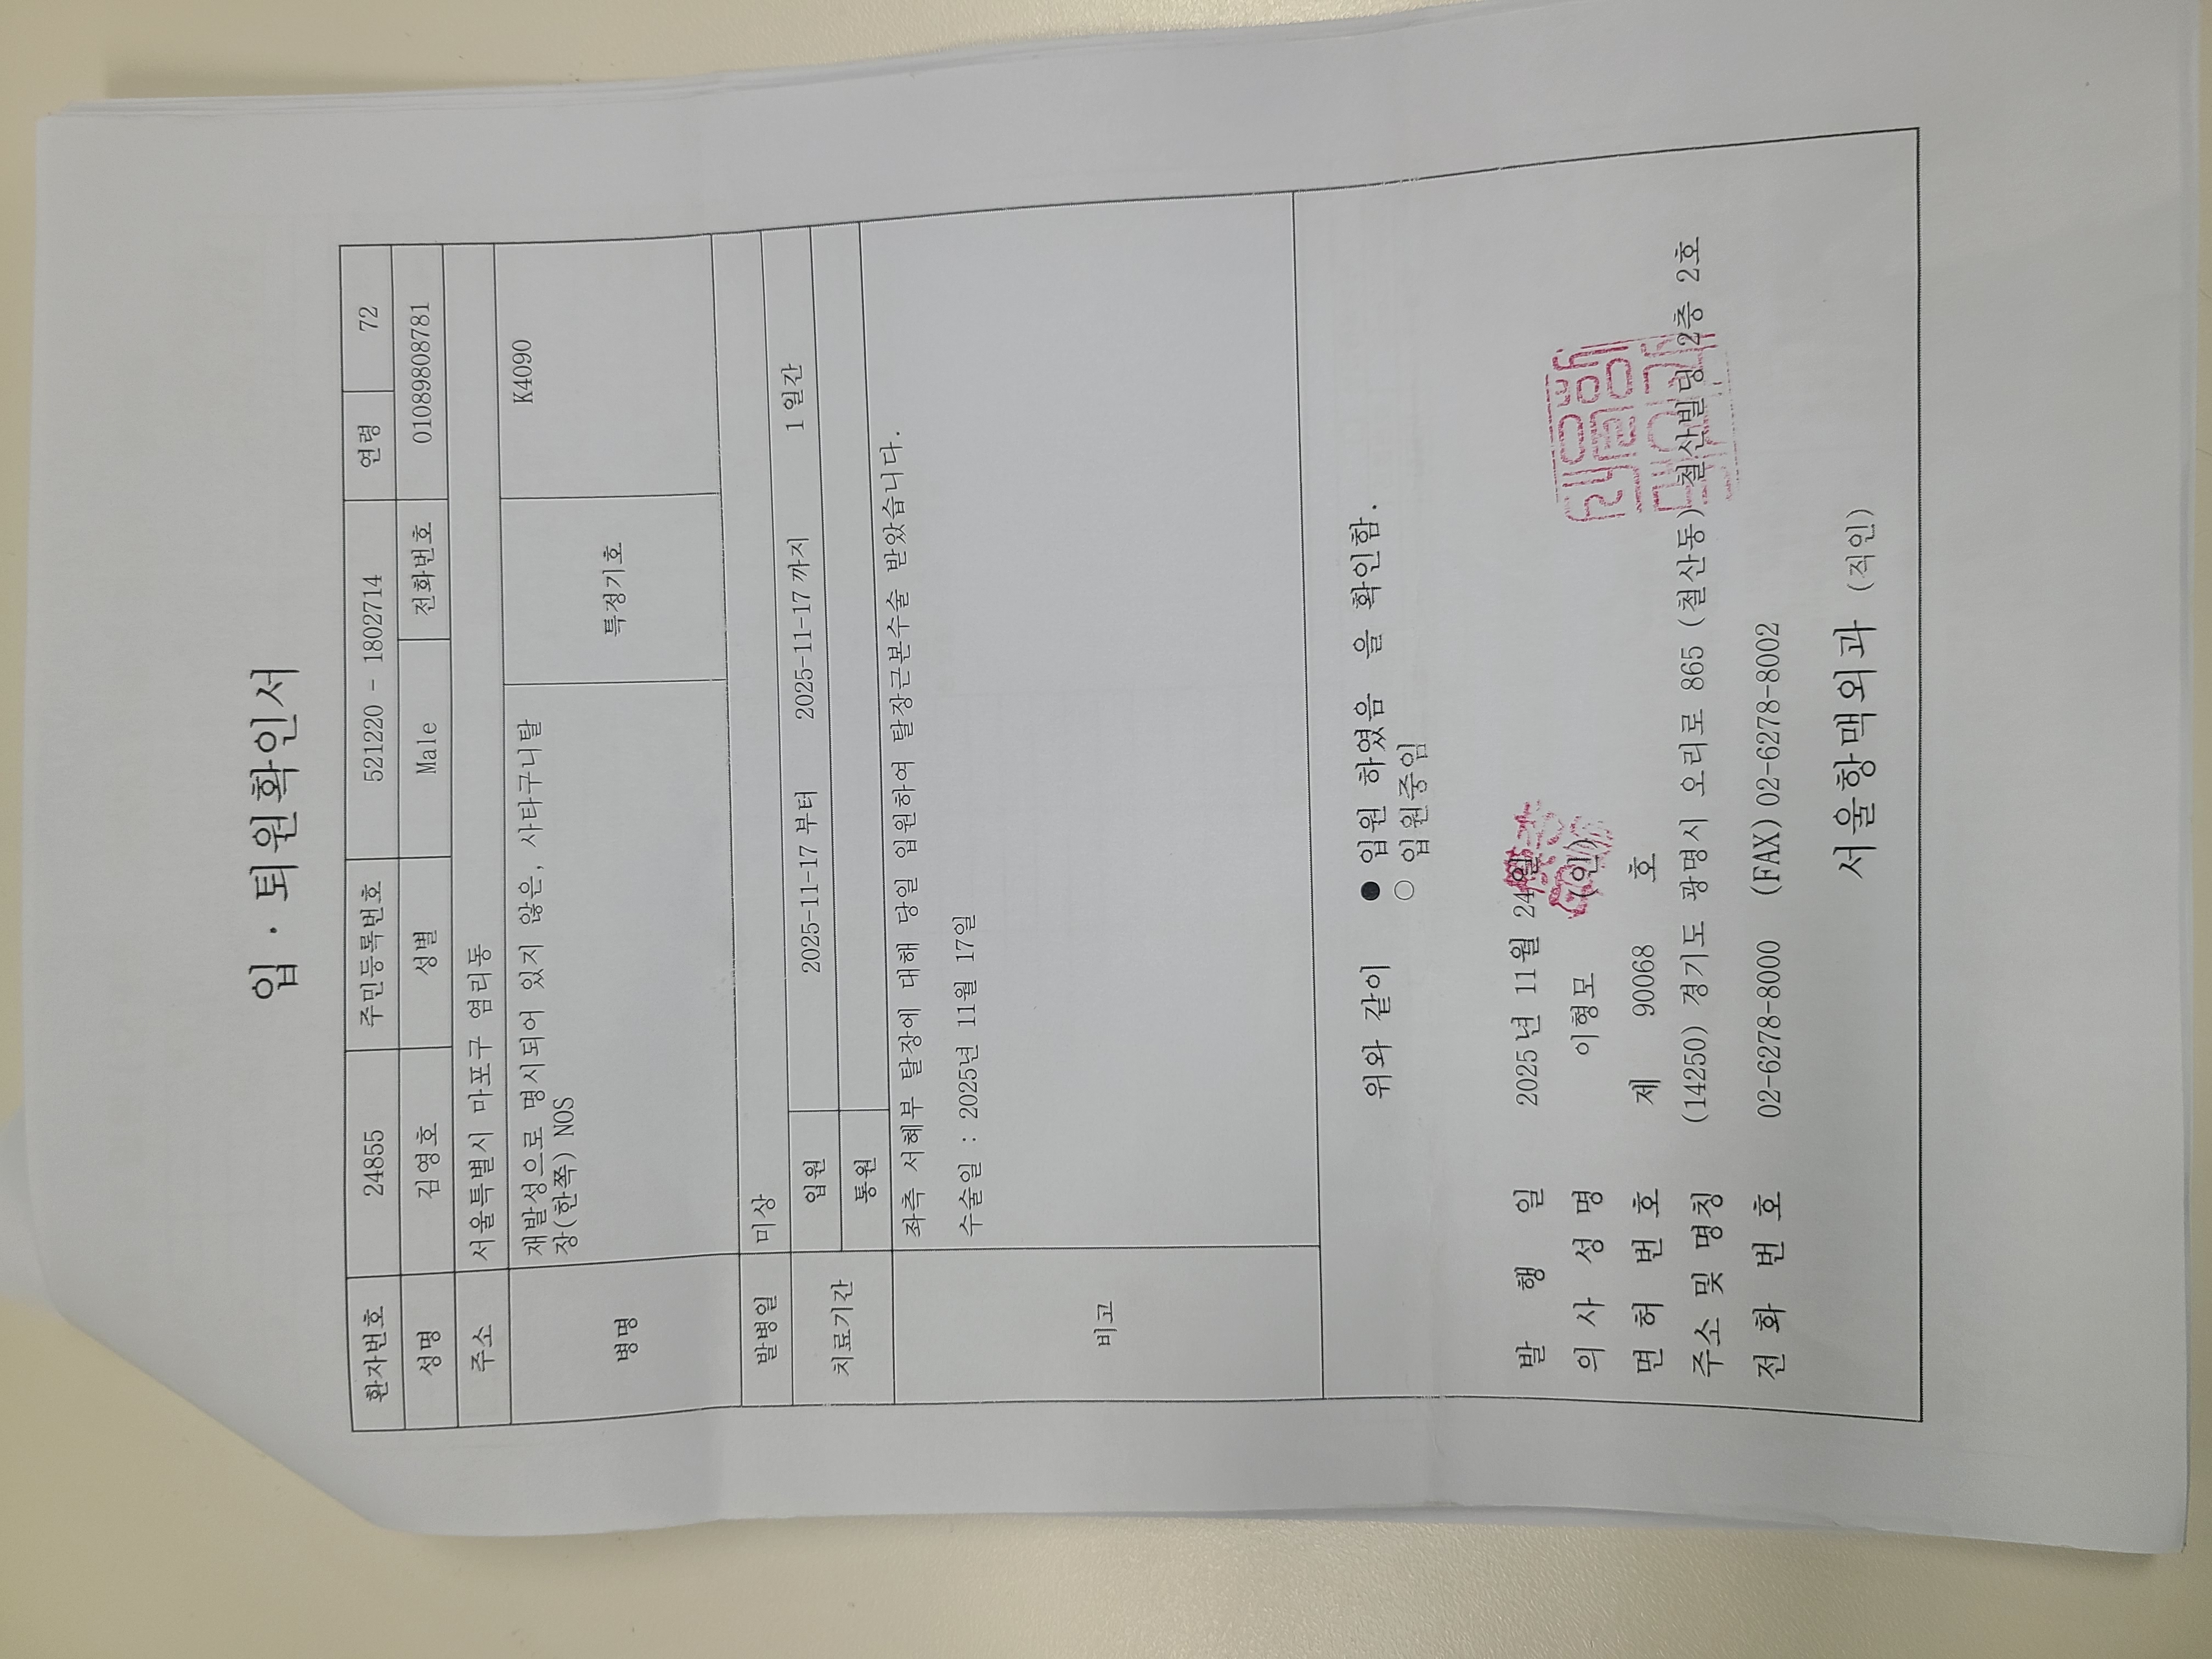 입 · 퇴원확인서
환자번호 24855 주민등록번호 521220 - 1802714 연령 72
성명 김영호 성별 Male 전화번호 01089808781
주소 서울특별시 마포구 염리동
병명 재발성으로 명시되어 있지 않은, 사타구니탈
장(한쪽) NOS
특정기호 K4090
발병일 미상
치료기간 입원 2025-11-17 부터 2025-11-17 까지 1 일간
통원
비고 좌측 서혜부 탈장에 대해 당일 입원하여 탈장근본수술 받았습니다.
수술일 : 2025년 11월 17일
위와 같이 ● 입원 하였음 을 확인함.
○ 입원중임
발 행 일 2025년 11월 24일
의 사 성 명 이형모 (인)
면 허 번 호 제 90068 호
주소 및 명칭 (14250) 경기도 광명시 오리로 865 (철산동) 철산빌딩 2층 2호
전 화 번 호 02-6278-8000 (FAX) 02-6278-8002
서울항맥외과 (직인)